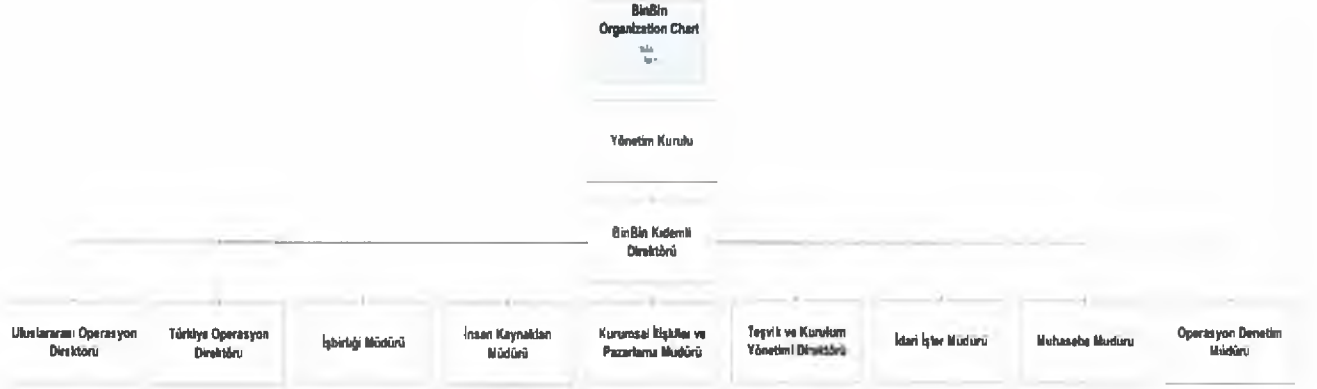 BinBin
Organization Chart
Yönetim Kurulu
BinBin Kıdemli
Direktörü
Uluslararası Operasyon
Direktörü
Türkiye Operasyon
Direktörü
İşbirliği Müdürü
İnsan Kaynakları
Müdürü
Kurumsal İlişkiler ve
Pazarlama Müdürü
Teşvik ve Kurulum
Yönetimi Direktörü
İdari İşler Müdürü
Muhasebe Müdürü
Operasyon Denetim
Müdürü